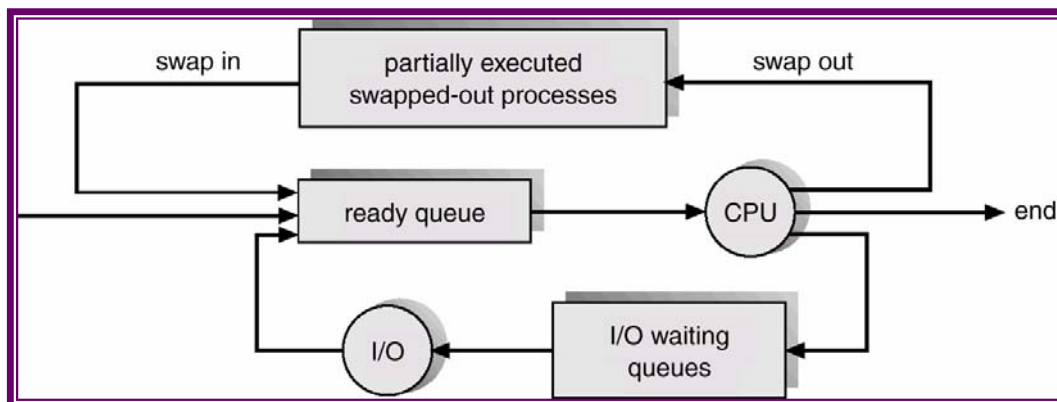 swap in
partially executed
swapped-out processes
swap out
ready queue
CPU
end
I/O
I/O waiting
queues